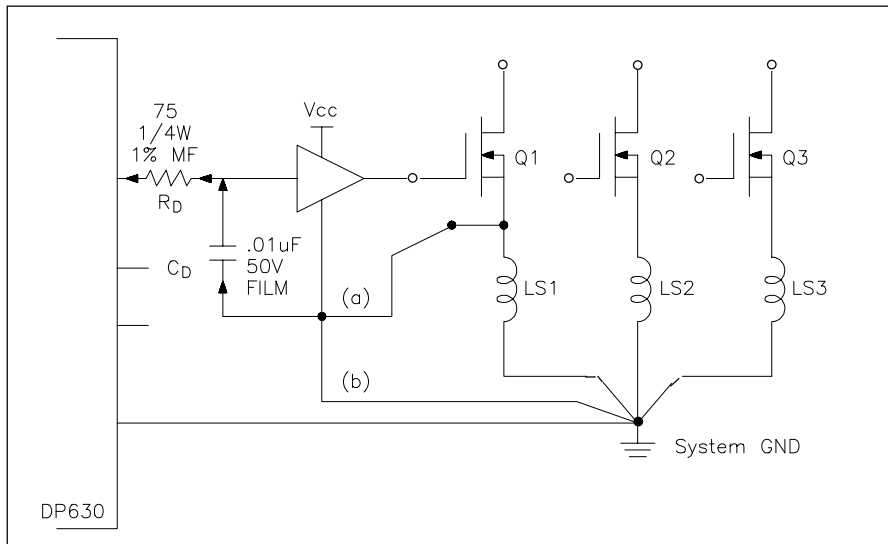 75
1/4W
1% MF
RD
Vcc
Q1
Q2
Q3
CD
.01uF
50V
FILM
(a)
LS1
LS2
LS3
(b)
System GND
DP630